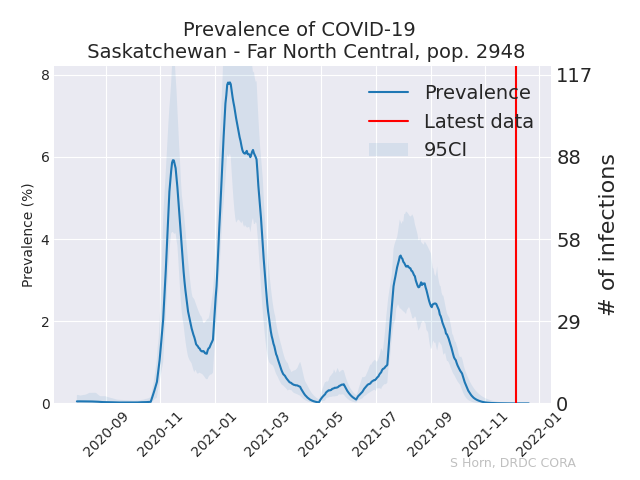 Prevalence of COVID-19
Saskatchewan - Far North Central, pop. 2948
Prevalence (%)
8
6
4
2
0
117
88
58
29
0
# of infections
Prevalence
Latest data
95CI
2020-09
2020-11
2021-01
2021-03
2021-05
2021-07
2021-09
2021-11
2022-01
S Horn, DRDC CORA